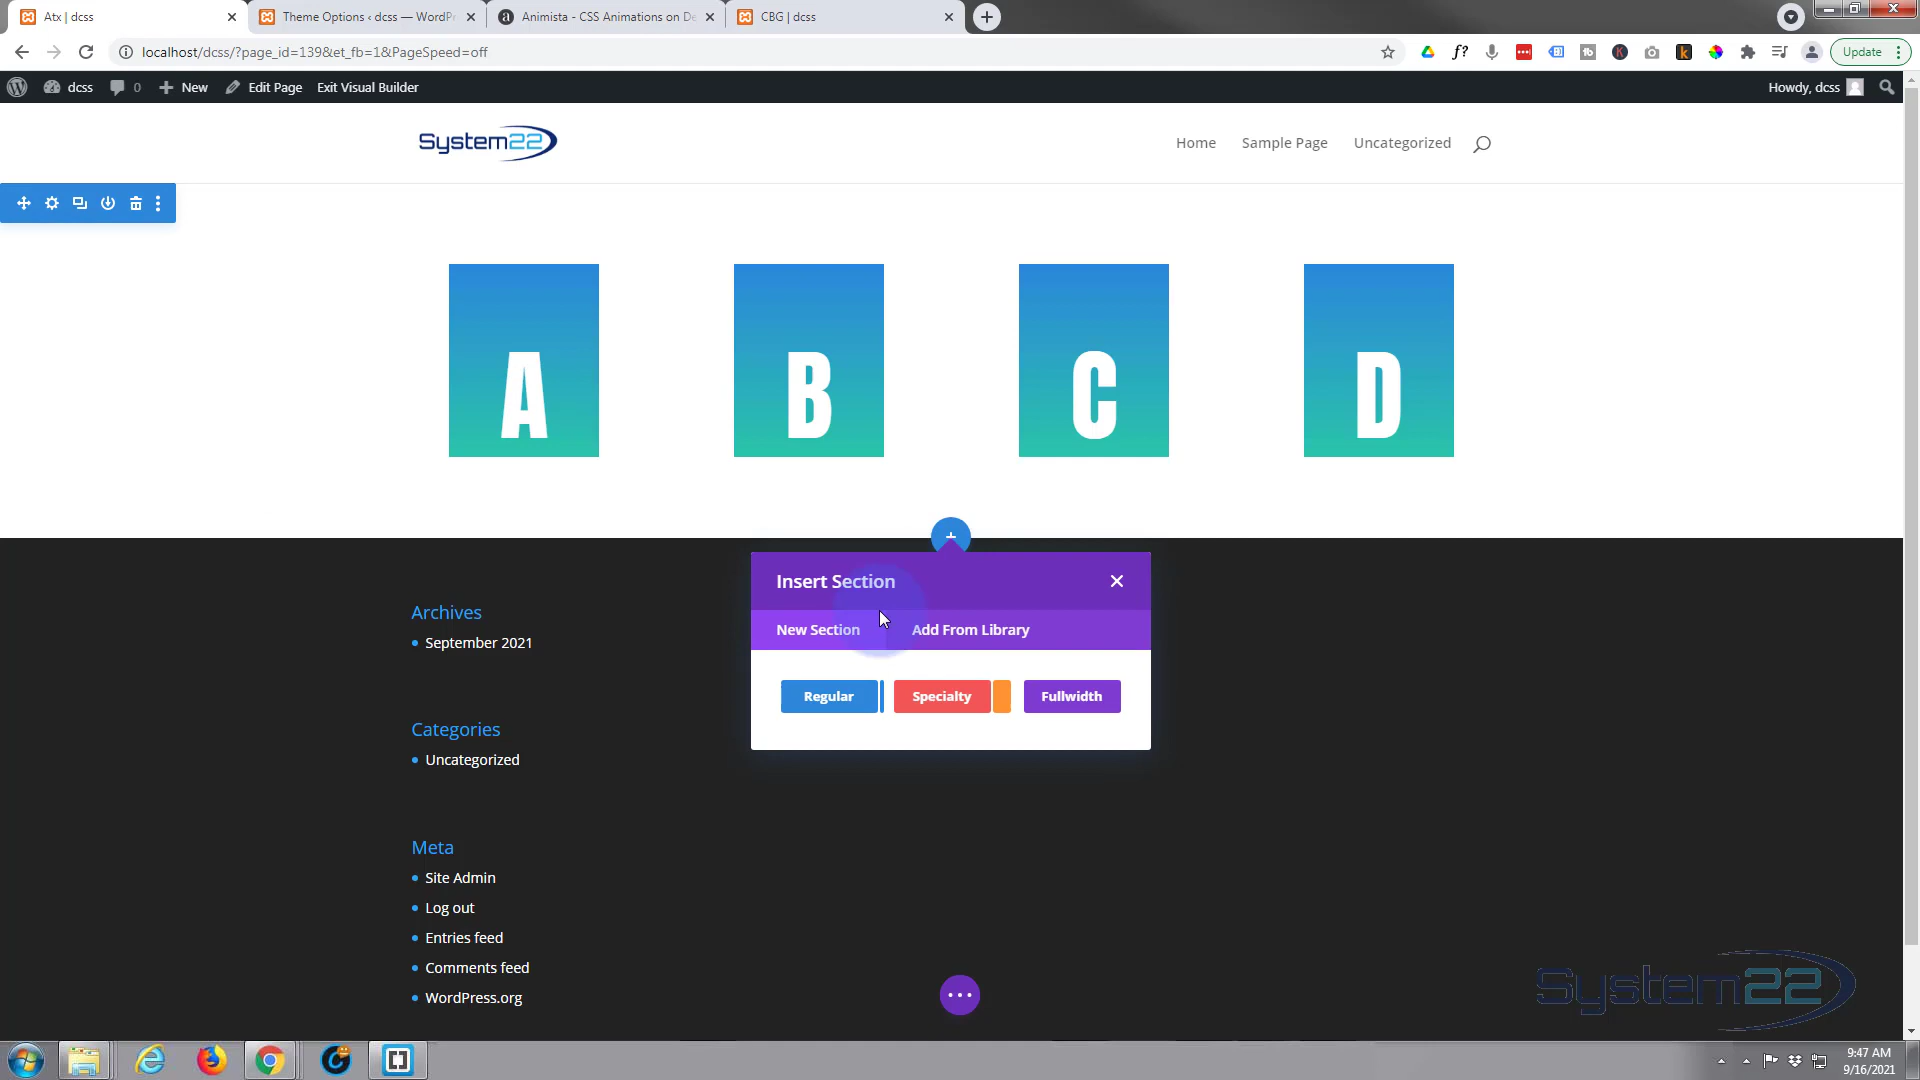 Atx | dcss
Theme Options ‹ dcss — WordPr
Animista - CSS Animations on De
CBG | dcss
localhost/dcss/?page_id=139&et_fb=1&PageSpeed=off
Update
dcss
0
New
Edit Page
Exit Visual Builder
Howdy, dcss
System22
Home
Sample Page
Uncategorized
A
B
C
D
Insert Section
New Section
Add From Library
Regular
Specialty
Fullwidth
Archives
September 2021
Categories
Uncategorized
Meta
Site Admin
Log out
Entries feed
Comments feed
WordPress.org
System22
9:47 AM
9/16/2021